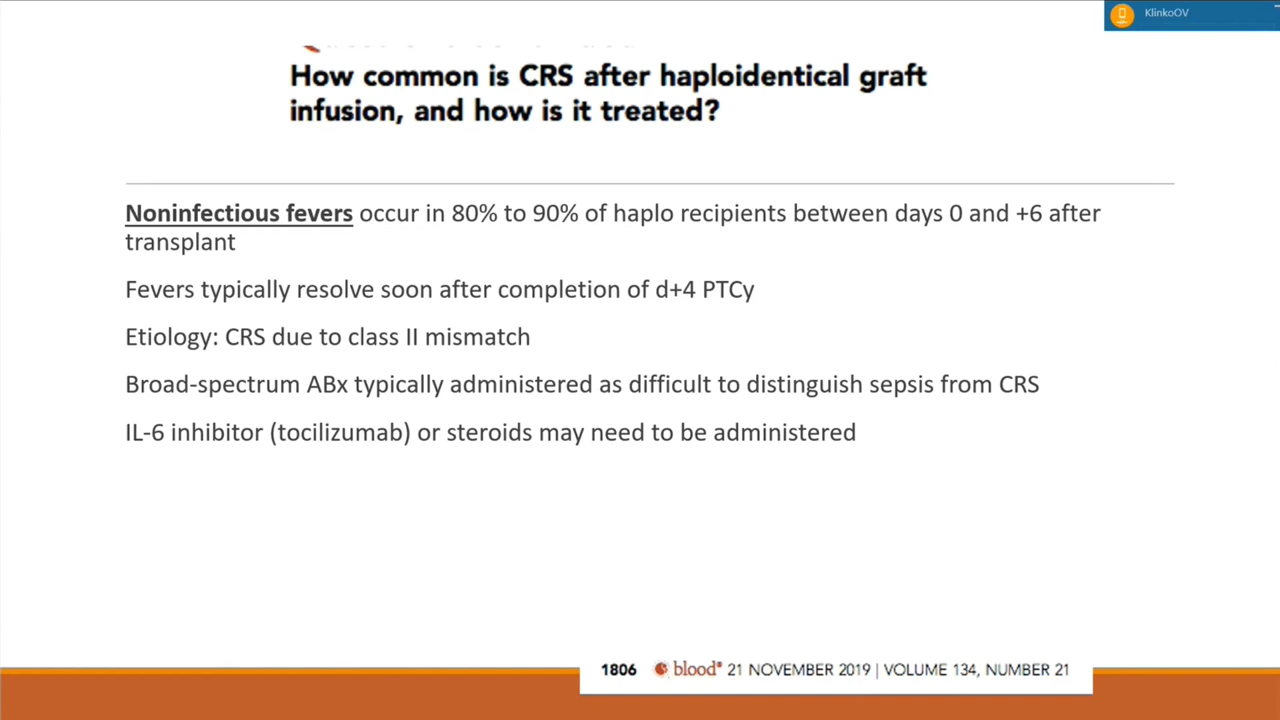 KlinkoOV
How common is CRS after haploidentical graft
infusion, and how is it treated?
Noninfectious fevers occur in 80% to 90% of haplo recipients between days 0 and +6 after
transplant
Fevers typically resolve soon after completion of d+4 PTCy
Etiology: CRS due to class II mismatch
Broad-spectrum ABx typically administered as difficult to distinguish sepsis from CRS
IL-6 inhibitor (tocilizumab) or steroids may need to be administered
1806 blood® 21 NOVEMBER 2019 | VOLUME 134, NUMBER 21